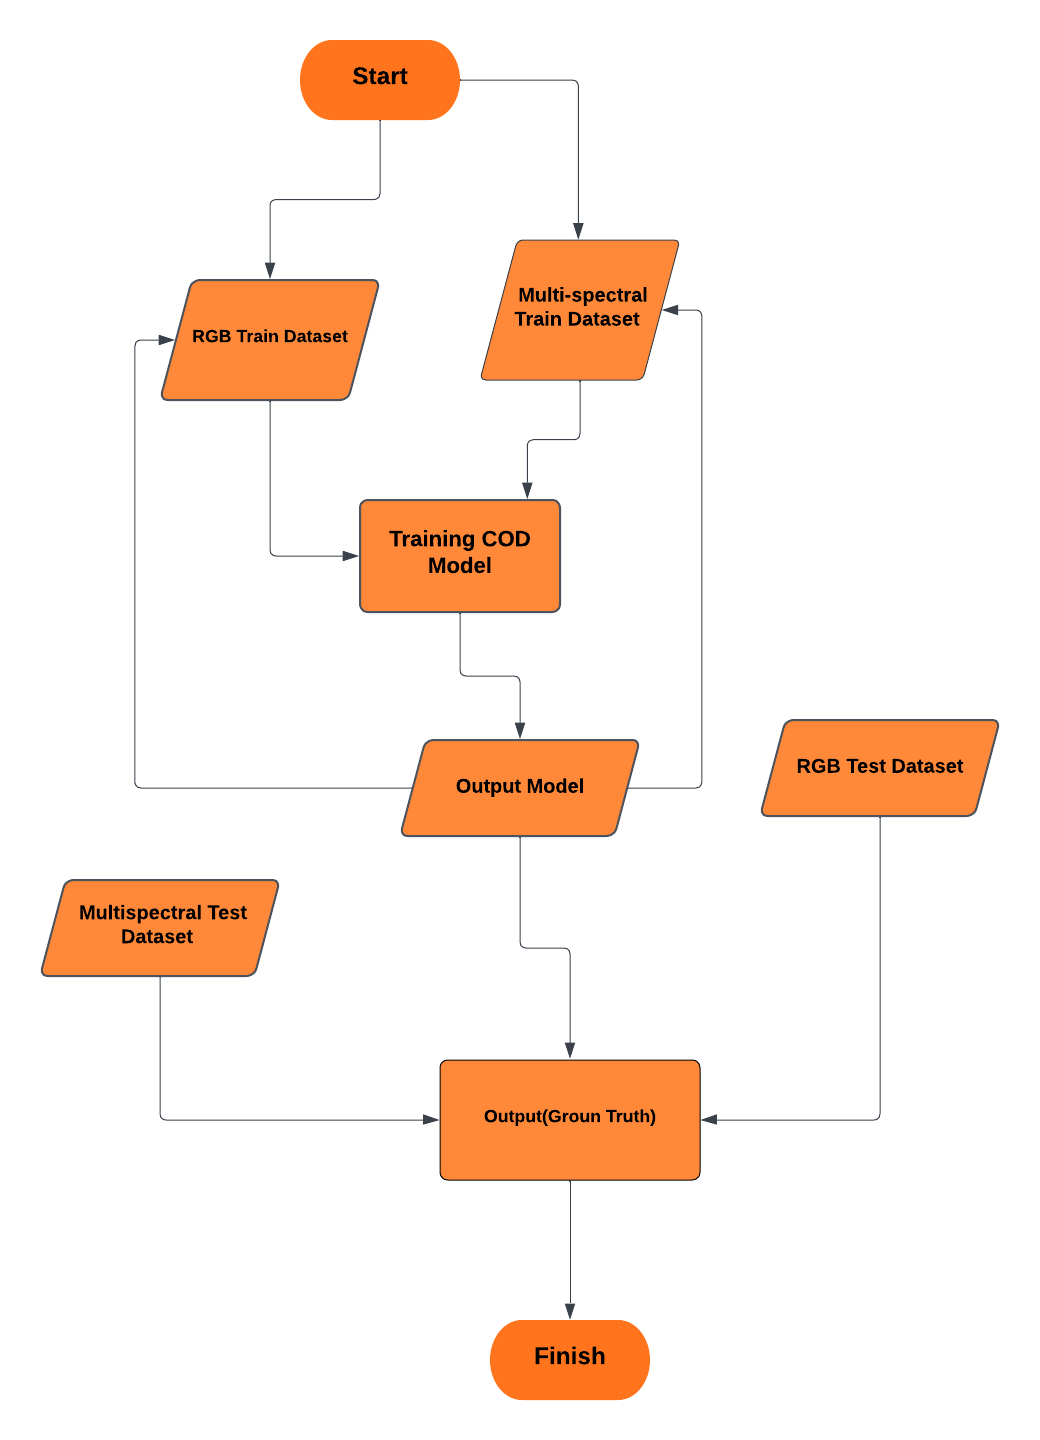 Start
Multi-spectral
Train Dataset
RGB Train Dataset
Training COD
Model
RGB Test Dataset
Output Model
Multispectral Test
Dataset
Output(Groun Truth)
Finish